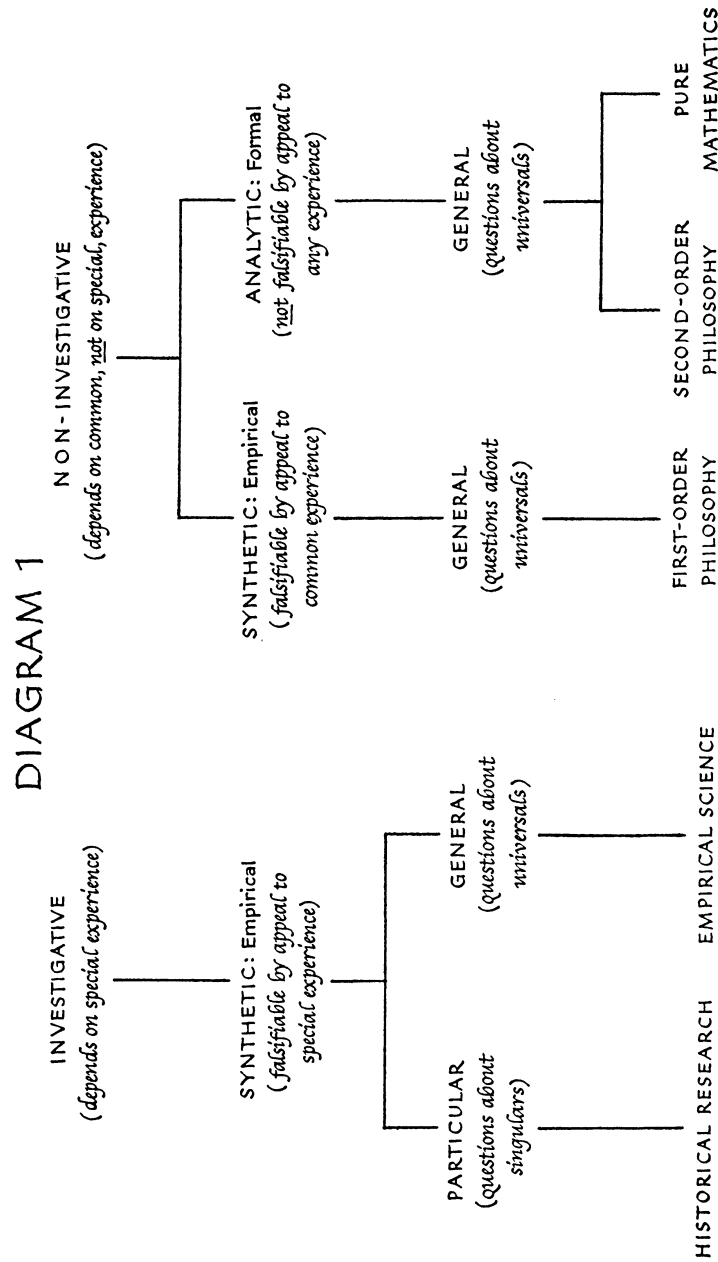 DIAGRAM 1
INVESTIGATIVE
(depends on special experience)
SYNTHETIC: Empirical
(falsifiable by appeal to
special experience)
PARTICULAR
(questions about
singulars)
HISTORICAL RESEARCH
GENERAL
(questions about
universals)
EMPIRICAL SCIENCE
NON-INVESTIGATIVE
(depends on common, not on special, experience)
SYNTHETIC: Empirical
(falsifiable by appeal to
common experience)
GENERAL
(questions about
universals)
FIRST-ORDER
PHILOSOPHY
ANALYTIC: Formal
(not falsifiable by appeal to
any experience)
GENERAL
(questions about
universals)
SECOND-ORDER
PHILOSOPHY
PURE
MATHEMATICS